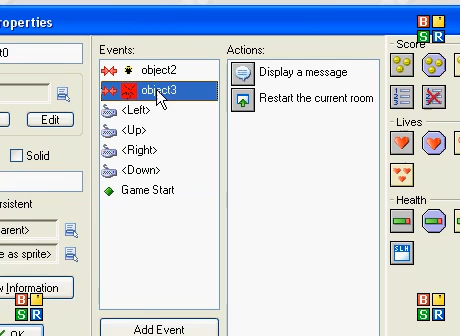 roperties
B
S R
t0
Events:
Actions:
Score
object2
object3
<Left>
<Up>
<Right>
<Down>
Game Start
Display a message
Restart the current room
Edit
Solid
Lives
Health
rsistent
arent>
e as sprite>
w Information
B
S R
OK
Add Event
B
S R